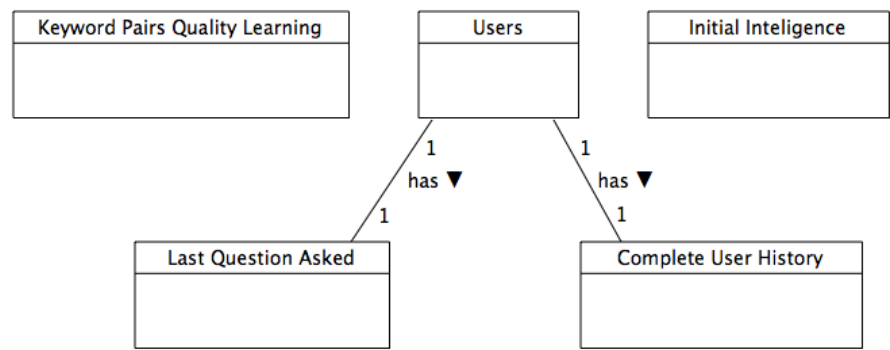 Keyword Pairs Quality Learning
Users
Initial Inteligence
1
1
has ▼
has ▼
1
1
Last Question Asked
Complete User History